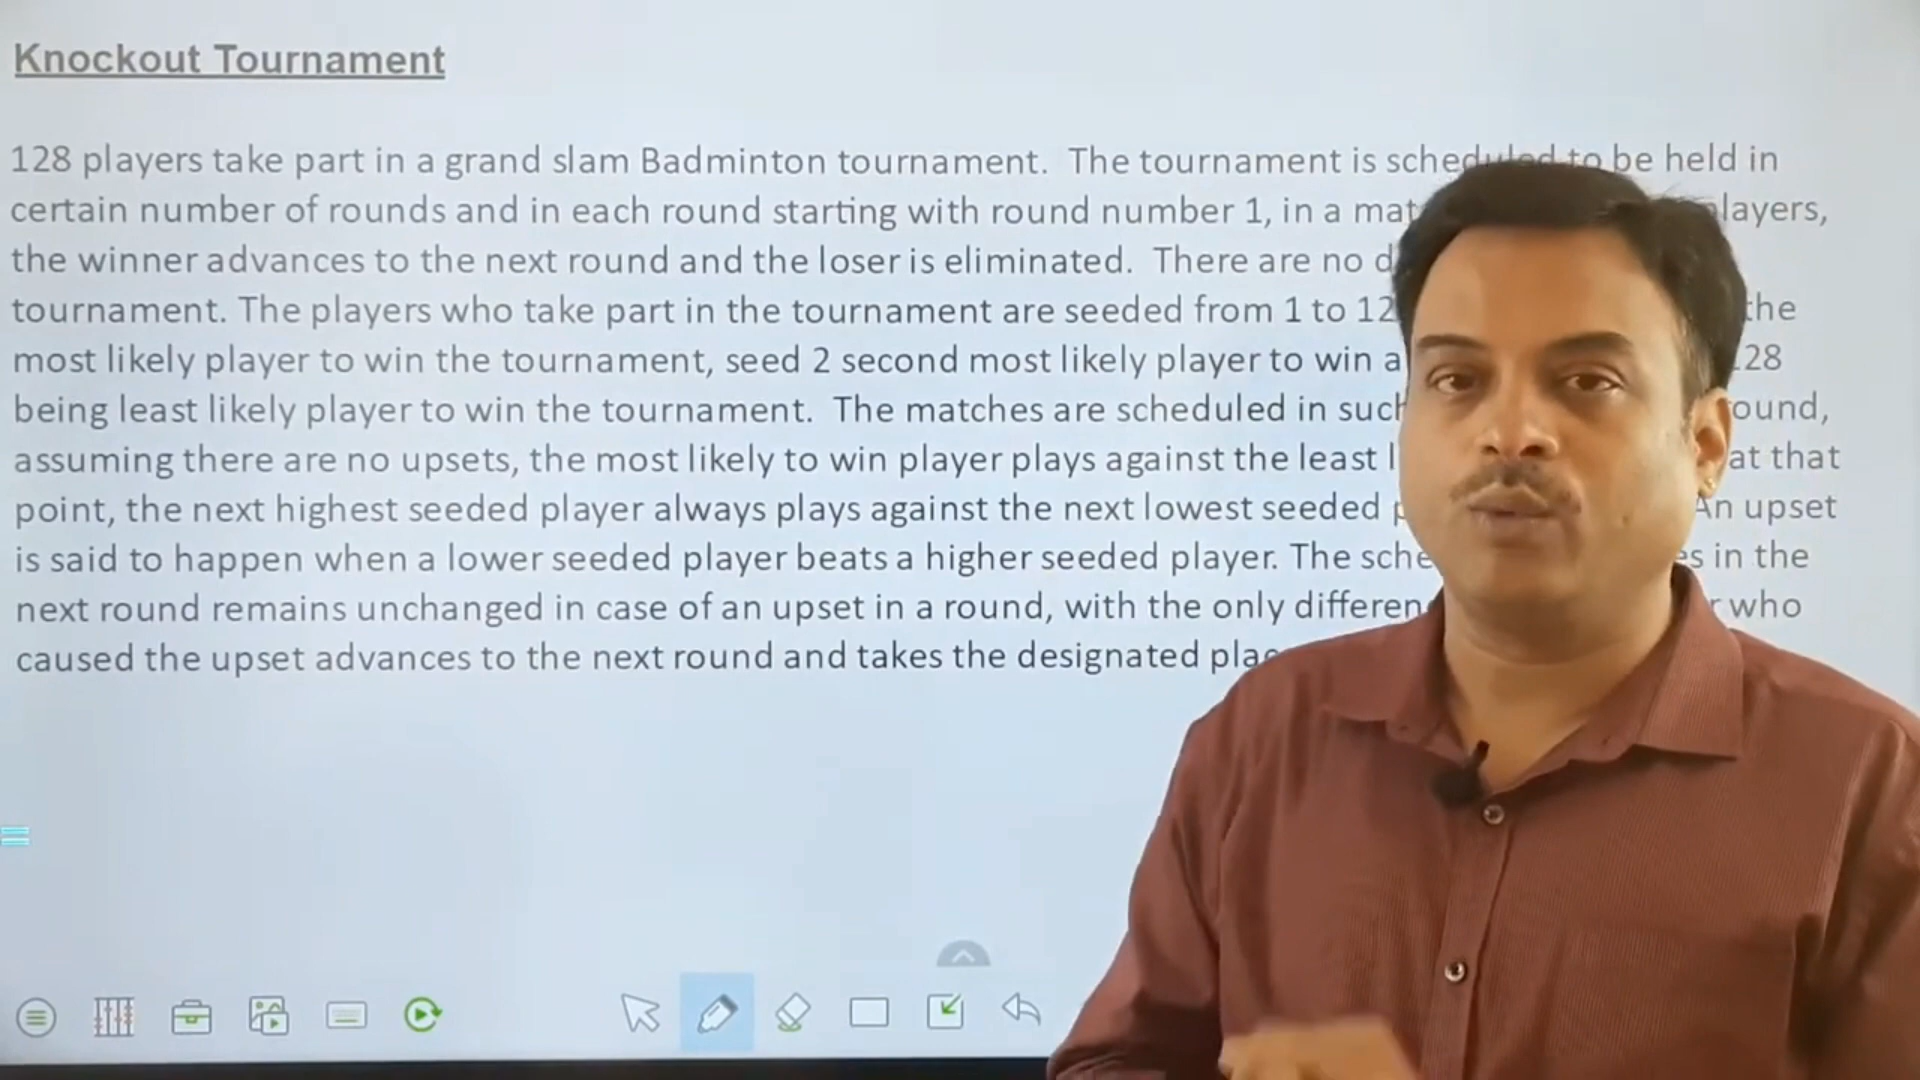 Knockout Tournament
128 players take part in a grand slam Badminton tournament. The tournament is scheduled to be held in
certain number of rounds and in each round starting with round number 1, in a mat layers,
the winner advances to the next round and the loser is eliminated. There are no d
tournament. The players who take part in the tournament are seeded from 1 to 12 the
most likely player to win the tournament, seed 2 second most likely player to win a 28
being least likely player to win the tournament. The matches are scheduled in such ound,
assuming there are no upsets, the most likely to win player plays against the least l at that
point, the next highest seeded player always plays against the next lowest seeded An upset
is said to happen when a lower seeded player beats a higher seeded player. The sche es in the
next round remains unchanged in case of an upset in a round, with the only differen who
caused the upset advances to the next round and takes the designated plac